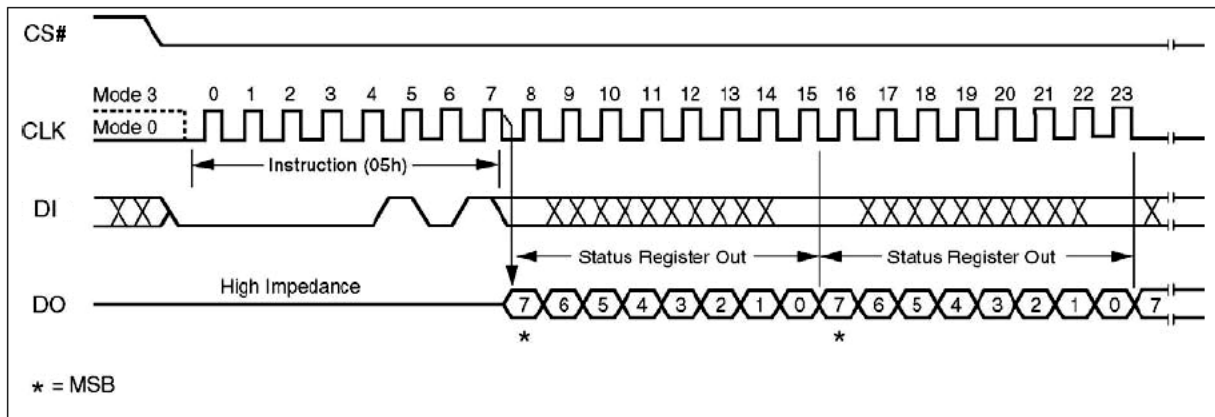 CS#
Mode 3 0 1 2 3 4 5 6 7 8 9 10 11 12 13 14 15 16 17 18 19 20 21 22 23
CLK Mode 0
Instruction (05h)
DI
Status Register Out Status Register Out
High Impedance
DO 7 6 5 4 3 2 1 0 7 6 5 4 3 2 1 0 7
* *
* = MSB